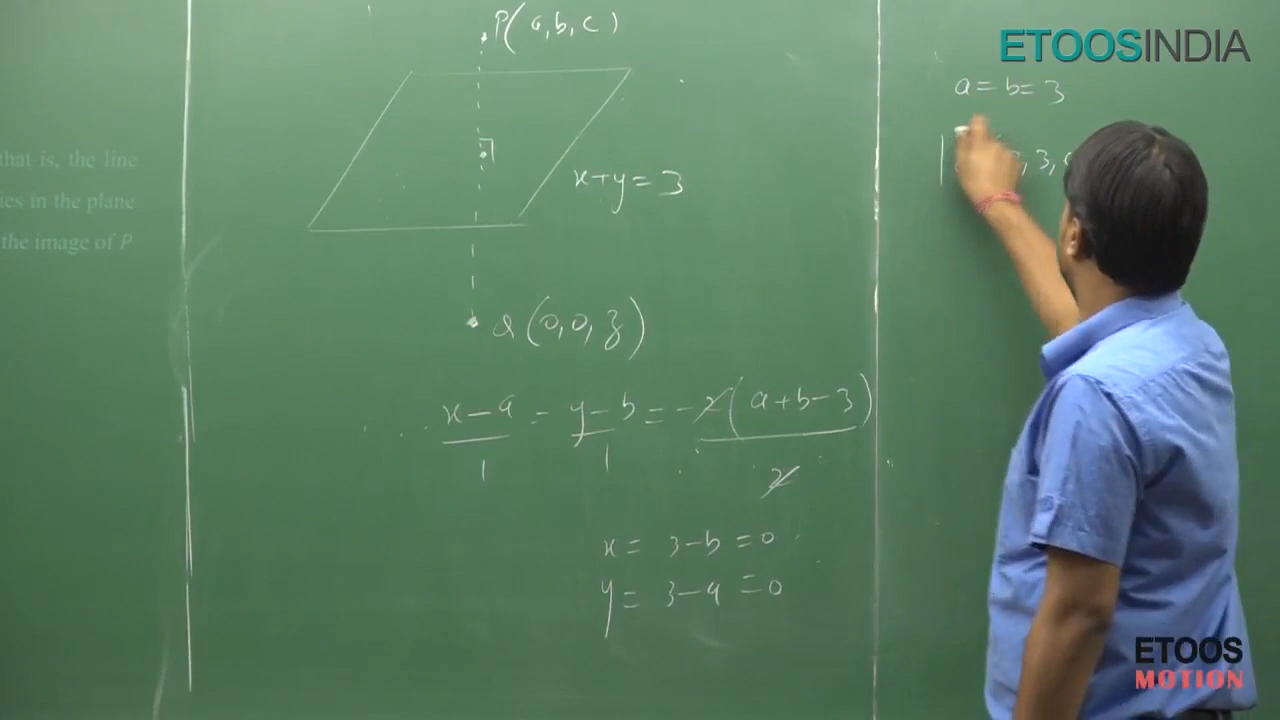 P(a, b, c)
x+y=3
Q(0,0,z)
x-a/1 = y-b/1 = -2(a+b-3)/2
x = 3-b = 0
y = 3-a = 0
ETOOSINDIA
a = b = 3
, 3,
that is, the line
ies in the plane
the image of P
ETOOS
MOTION